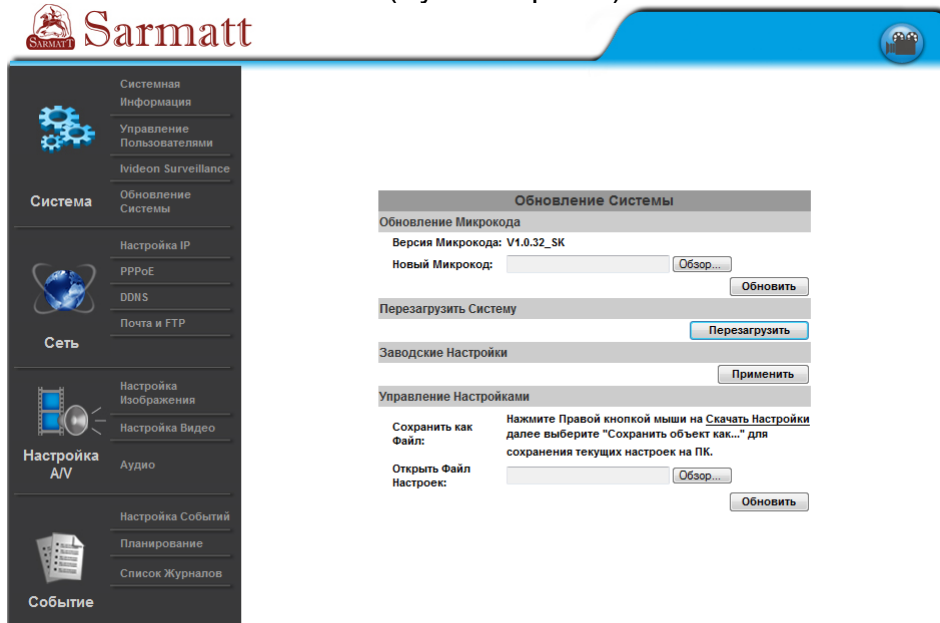 SARMATT
Sarmatt
Система
Системная
Информация
Управление
Пользователями
Ivideon Surveillance
Обновление
Системы
Сеть
Настройка IP
PPPoE
DDNS
Почта и FTP
Настройка
A/V
Настройка
Изображения
Настройка Видео
Аудио
Событие
Настройка Событий
Планирование
Список Журналов
Обновление Системы
Обновление Микрокода
Версия Микрокода: V1.0.32_SK
Новый Микрокод: Обзор...
Обновить
Перезагрузить Систему
Перезагрузить
Заводские Настройки
Применить
Управление Настройками
Сохранить как
Файл:
Нажмите Правой кнопкой мыши на Скачать Настройки
далее выберите "Сохранить объект как..." для
сохранения текущих настроек на ПК.
Открыть Файл
Настроек:
Обзор...
Обновить